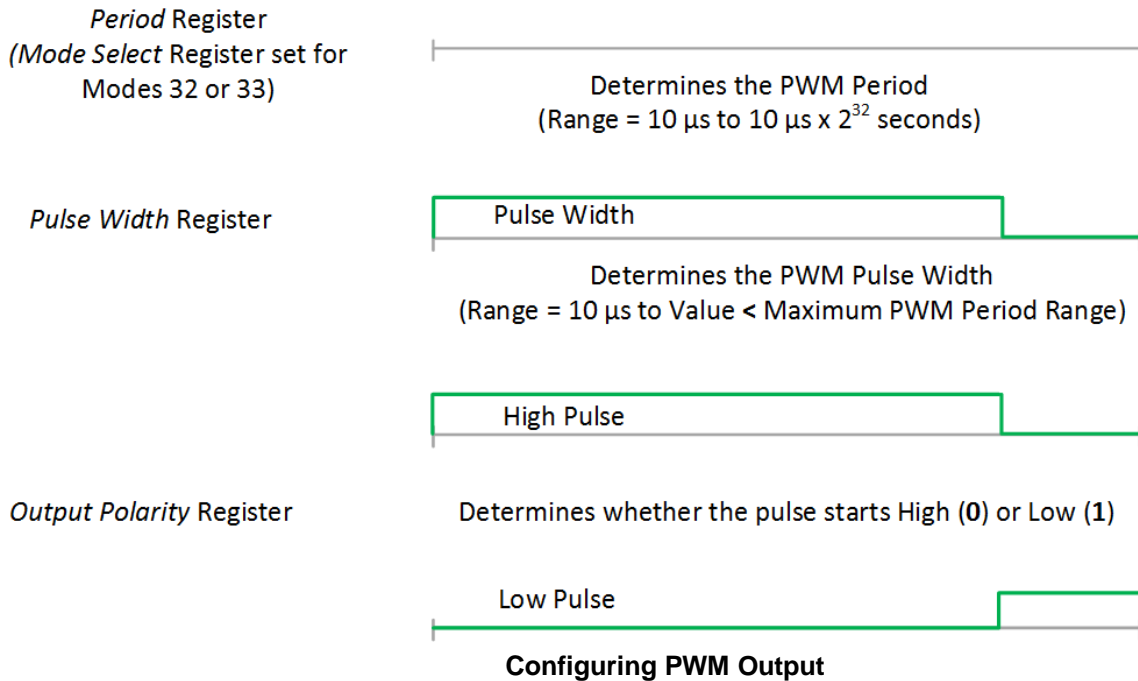 Period Register
(Mode Select Register set for
Modes 32 or 33)
Determines the PWM Period
(Range = 10 µs to 10 µs x 2³² seconds)
Pulse Width Register
Pulse Width
Determines the PWM Pulse Width
(Range = 10 µs to Value < Maximum PWM Period Range)
High Pulse
Output Polarity Register
Determines whether the pulse starts High (0) or Low (1)
Low Pulse
Configuring PWM Output